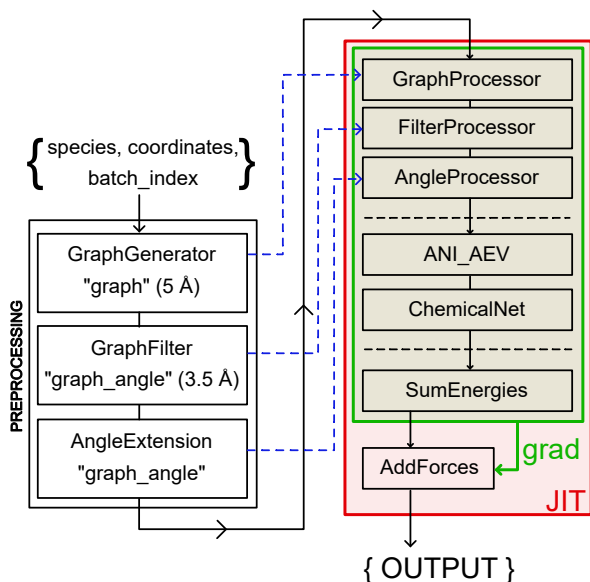 { species, coordinates, }
batch_index
PREPROCESSING
GraphGenerator
"graph" (5 Å)
GraphFilter
"graph_angle" (3.5 Å)
AngleExtension
"graph_angle"
GraphProcessor
FilterProcessor
AngleProcessor
ANI_AEV
ChemicalNet
SumEnergies
grad
AddForces
JIT
{ OUTPUT }